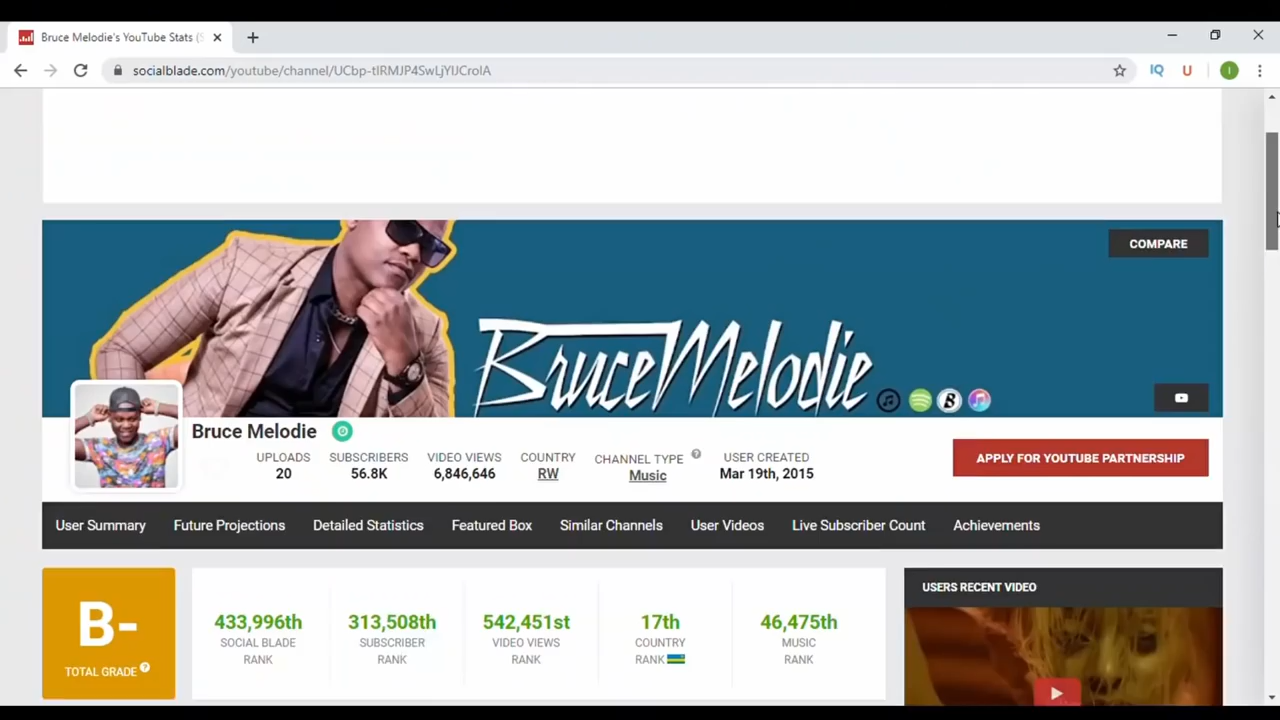 Bruce Melodie's YouTube Stats (S
socialblade.com/youtube/channel/UCbp-tIRMJP4SwLjYIJCroIA
IQ
U
I
COMPARE
BruceMelodie
B
Bruce Melodie
UPLOADS
20
SUBSCRIBERS
56.8K
VIDEO VIEWS
6,846,646
COUNTRY
RW
CHANNEL TYPE
Music
USER CREATED
Mar 19th, 2015
APPLY FOR YOUTUBE PARTNERSHIP
User Summary
Future Projections
Detailed Statistics
Featured Box
Similar Channels
User Videos
Live Subscriber Count
Achievements
B-
TOTAL GRADE
433,996th
SOCIAL BLADE
RANK
313,508th
SUBSCRIBER
RANK
542,451st
VIDEO VIEWS
RANK
17th
COUNTRY
RANK
46,475th
MUSIC
RANK
USERS RECENT VIDEO